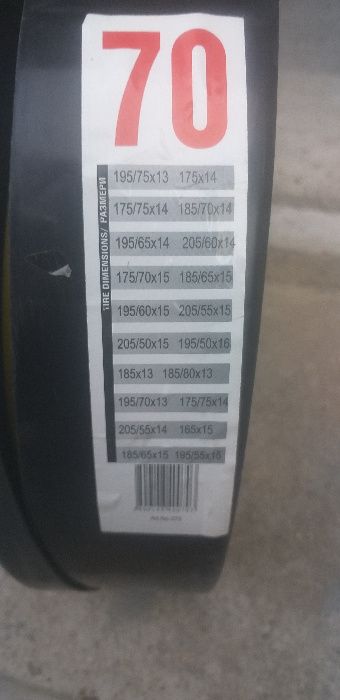 70
TIRE DIMENSIONS/ РАЗМЕРИ
195/75x13 175x14
175/75x14 185/70x14
195/65x14 205/60x14
175/70x15 185/65x15
195/60x15 205/55x15
205/50x15 195/50x16
185x13 185/80x13
195/70x13 175/75x14
205/55x14 165x15
185/65x15 195/55x15